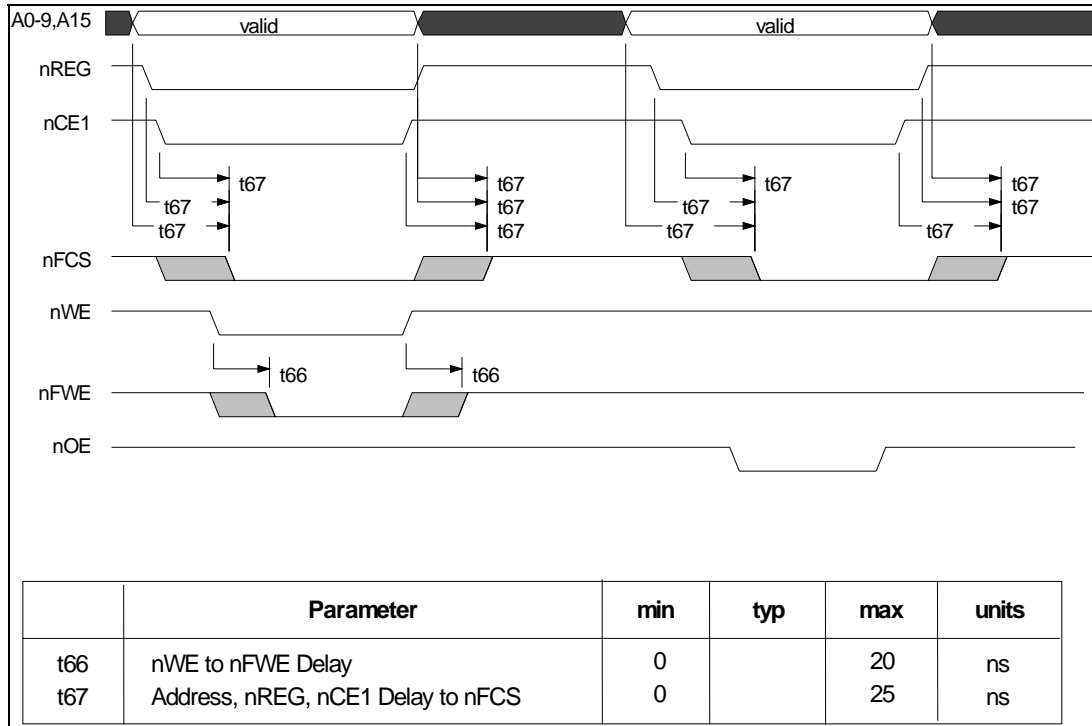 A0-9,A15 valid valid
nREG
nCE1
t67 t67 t67 t67
t67 t67 t67 t67
t67 t67 t67 t67
nFCS
nWE
t66 t66
nFWE
nOE
Parameter min typ max units
t66 nWE to nFWE Delay 0 20 ns
t67 Address, nREG, nCE1 Delay to nFCS 0 25 ns